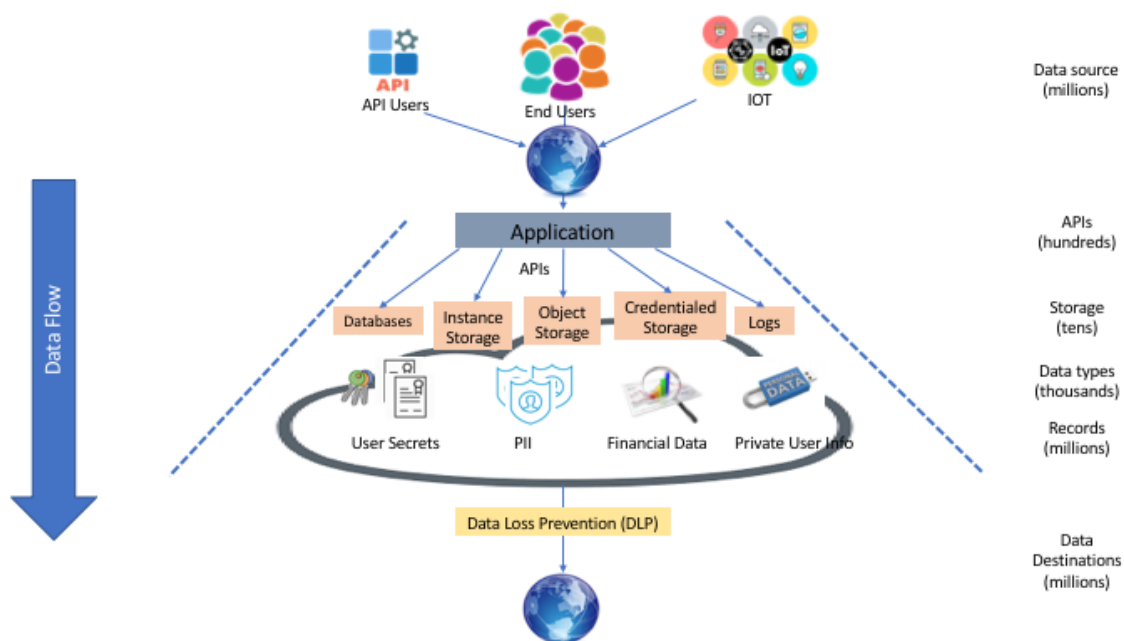 API
API Users
End Users
IoT
IOT
Data source
(millions)
Data Flow
Application
APIs
(hundreds)
APIs
Databases
Instance
Storage
Object
Storage
Credentialed
Storage
Logs
Storage
(tens)
PERSONAL
DATA
Data types
(thousands)
User Secrets
PII
Financial Data
Private User Info
Records
(millions)
Data Loss Prevention (DLP)
Data
Destinations
(millions)